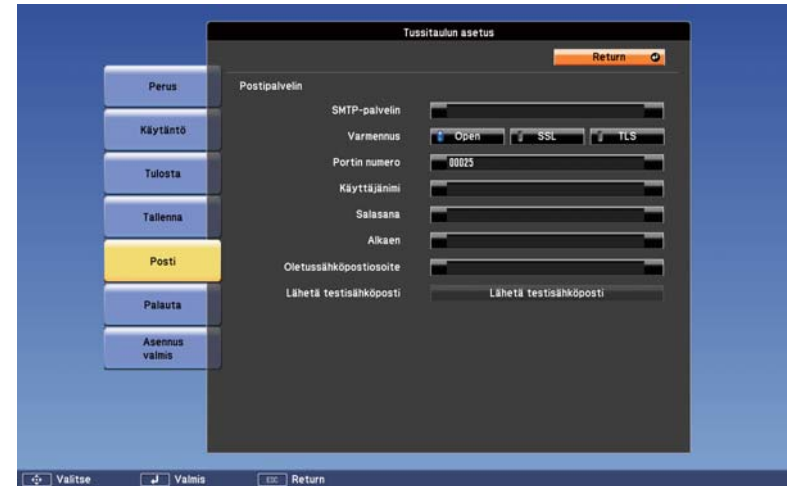 Tussitaulun asetus
Return
Perus
Käytäntö
Tulosta
Tallenna
Posti
Palauta
Asennus
valmis
Postipalvelin
SMTP-palvelin
Varmennus Open SSL TLS
Portin numero 00025
Käyttäjänimi
Salasana
Alkaen
Oletussähköpostiosoite
Lähetä testisähköposti Lähetä testisähköposti
Valitse Valmis ESC Return